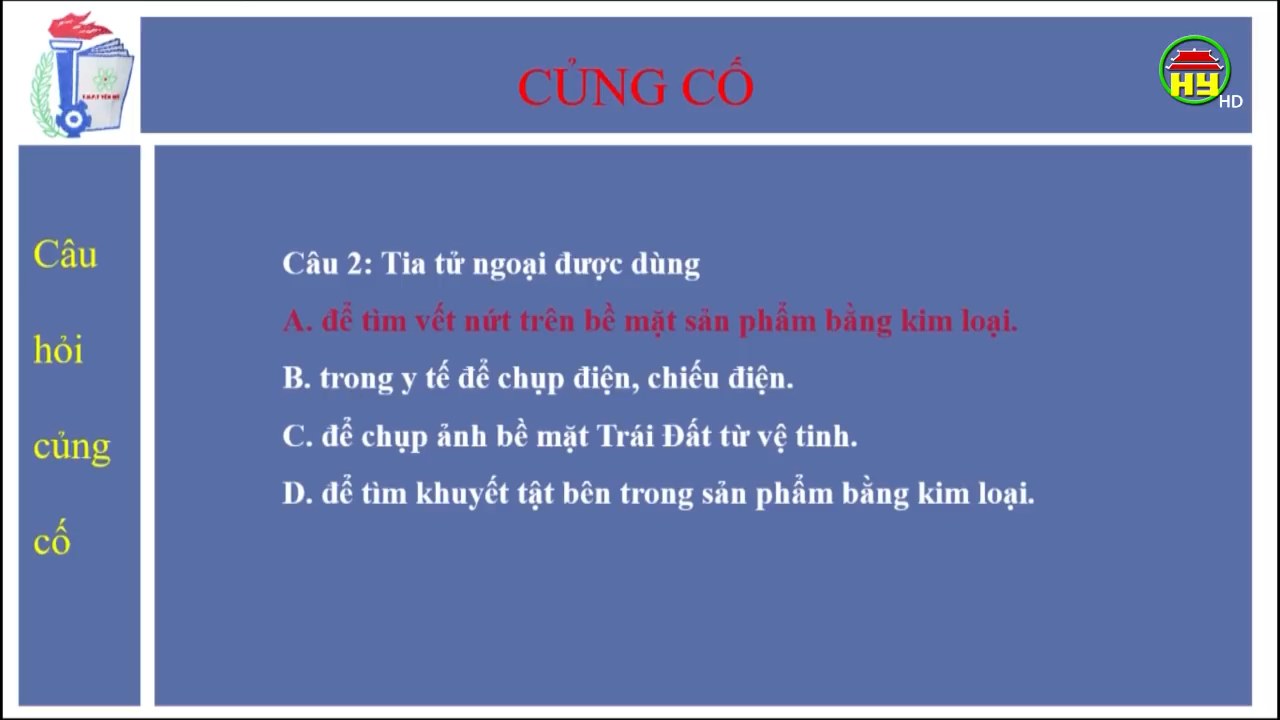 CỦNG CỐ
HY
HD
Câu
hỏi
củng
cố
Câu 2: Tia tử ngoại được dùng
A. để tìm vết nứt trên bề mặt sản phẩm bằng kim loại.
B. trong y tế để chụp điện, chiếu điện.
C. để chụp ảnh bề mặt Trái Đất từ vệ tinh.
D. để tìm khuyết tật bên trong sản phẩm bằng kim loại.